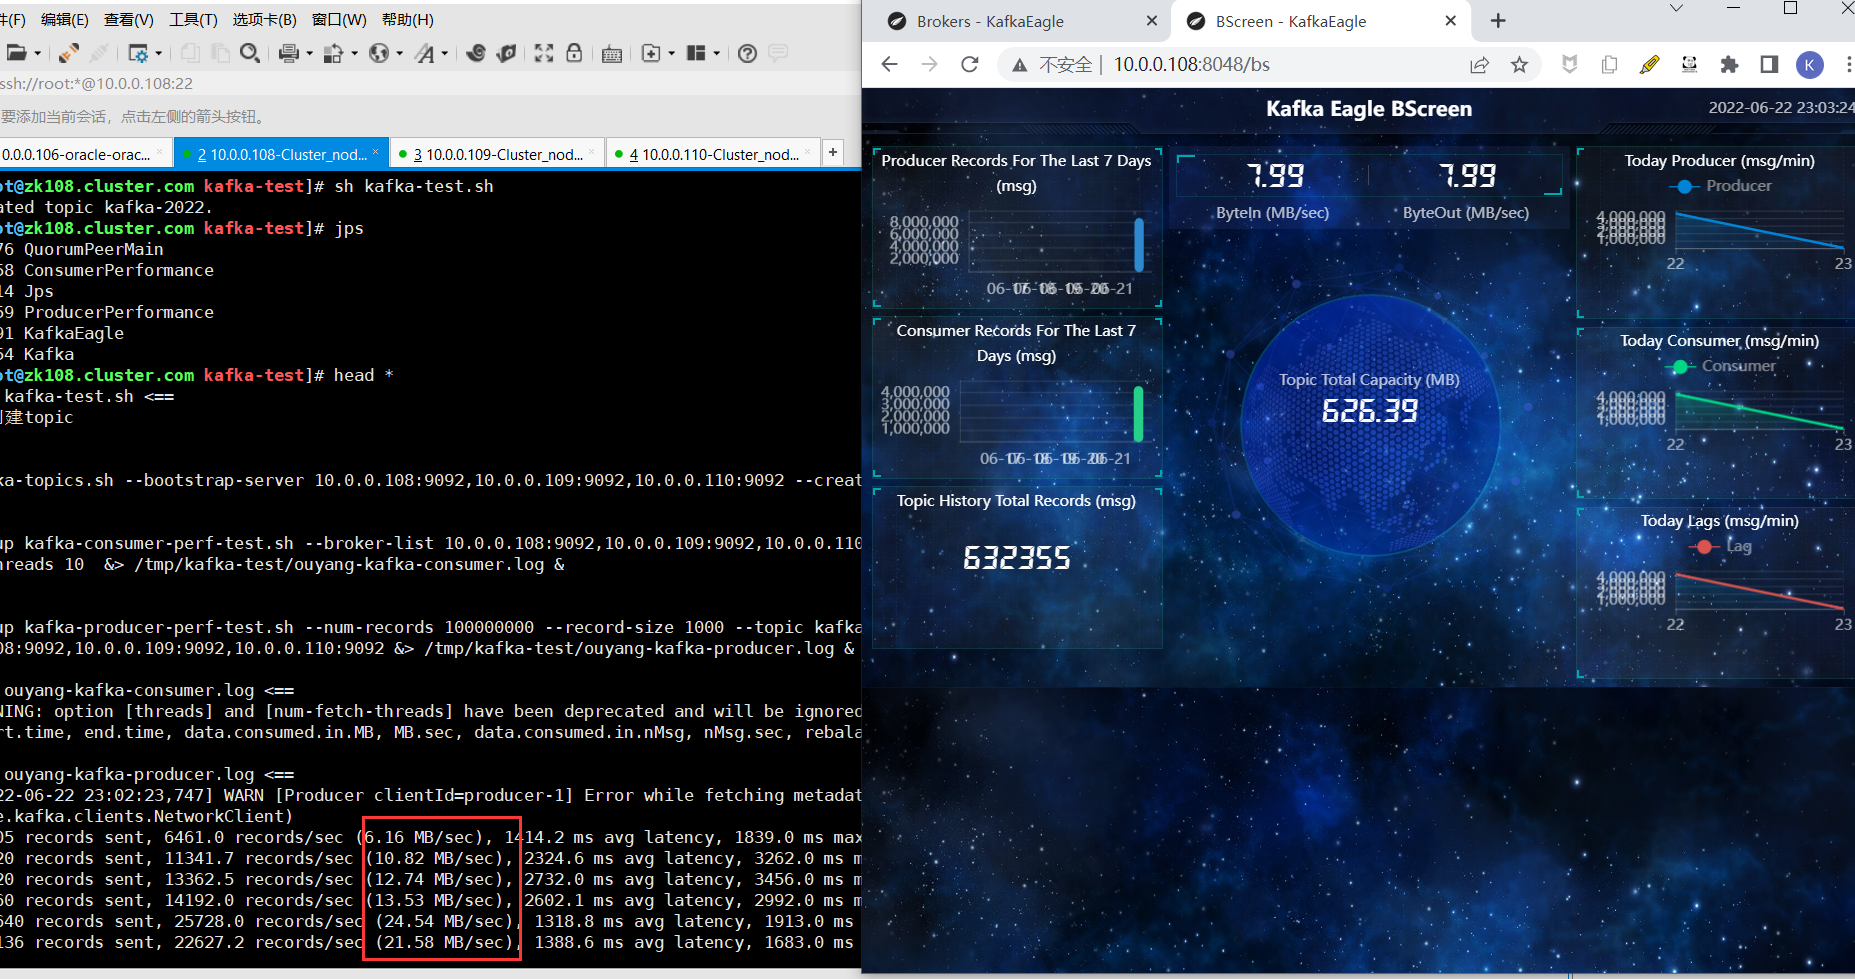 件(F) 编辑(E) 查看(V) 工具(T) 选项卡(B) 窗口(W) 帮助(H)
ssh://root:*@10.0.0.108:22
要添加当前会话，点击左侧的箭头按钮。
0.0.106-oracle-orac... × 2 10.0.0.108-Cluster_nod... × 3 10.0.0.109-Cluster_nod... × 4 10.0.0.110-Cluster_nod... × +
ot@zk108.cluster.com kafka-test]# sh kafka-test.sh
ated topic kafka-2022.
ot@zk108.cluster.com kafka-test]# jps
76 QuorumPeerMain
58 ConsumerPerformance
14 Jps
59 ProducerPerformance
91 KafkaEagle
54 Kafka
ot@zk108.cluster.com kafka-test]# head *
kafka-test.sh <==
创建topic
ka-topics.sh --bootstrap-server 10.0.0.108:9092,10.0.0.109:9092,10.0.0.110:9092 --creat
up kafka-consumer-perf-test.sh --broker-list 10.0.0.108:9092,10.0.0.109:9092,10.0.0.110
hreads 10  &> /tmp/kafka-test/ouyang-kafka-consumer.log &
up kafka-producer-perf-test.sh --num-records 100000000 --record-size 1000 --topic kafka
08:9092,10.0.0.109:9092,10.0.0.110:9092 &> /tmp/kafka-test/ouyang-kafka-producer.log &
ouyang-kafka-consumer.log <==
NING: option [threads] and [num-fetch-threads] have been deprecated and will be ignored
rt.time, end.time, data.consumed.in.MB, MB.sec, data.consumed.in.nMsg, nMsg.sec, rebala
ouyang-kafka-producer.log <==
22-06-22 23:02:23,747] WARN [Producer clientId=producer-1] Error while fetching metadat
e.kafka.clients.NetworkClient)
05 records sent, 6461.0 records/sec (6.16 MB/sec), 1414.2 ms avg latency, 1839.0 ms max
20 records sent, 11341.7 records/sec (10.82 MB/sec), 2324.6 ms avg latency, 3262.0 ms m
20 records sent, 13362.5 records/sec (12.74 MB/sec), 2732.0 ms avg latency, 3456.0 ms m
60 records sent, 14192.0 records/sec (13.53 MB/sec), 2602.1 ms avg latency, 2992.0 ms m
640 records sent, 25728.0 records/sec (24.54 MB/sec), 1318.8 ms avg latency, 1913.0 ms
136 records sent, 22627.2 records/sec (21.58 MB/sec), 1388.6 ms avg latency, 1683.0 ms
Brokers - KafkaEagle × BScreen - KafkaEagle × +
不安全 | 10.0.0.108:8048/bs
K
Kafka Eagle BScreen
2022-06-22 23:03:24
Producer Records For The Last 7 Days
(msg)
8,000,000
6,000,000
4,000,000
2,000,000
06-17 06-18 06-19 06-20 06-21
Consumer Records For The Last 7
Days (msg)
4,000,000
3,000,000
2,000,000
1,000,000
06-17 06-18 06-19 06-20 06-21
Topic History Total Records (msg)
632355
7.99 7.99
ByteIn (MB/sec) ByteOut (MB/sec)
Topic Total Capacity (MB)
626.39
Today Producer (msg/min)
Producer
4,000,000
3,000,000
2,000,000
1,000,000
22 23
Today Consumer (msg/min)
Consumer
4,000,000
3,000,000
2,000,000
1,000,000
22 23
Today Lags (msg/min)
Lag
4,000,000
3,000,000
2,000,000
1,000,000
22 23